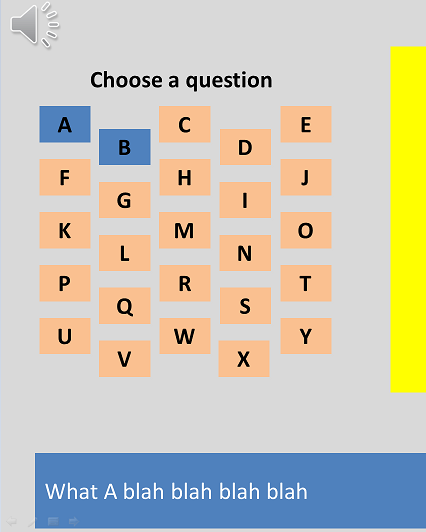 Choose a question
A B C D E
F G H I J
K L M N O
P Q R S T
U V W X Y
What A blah blah blah blah